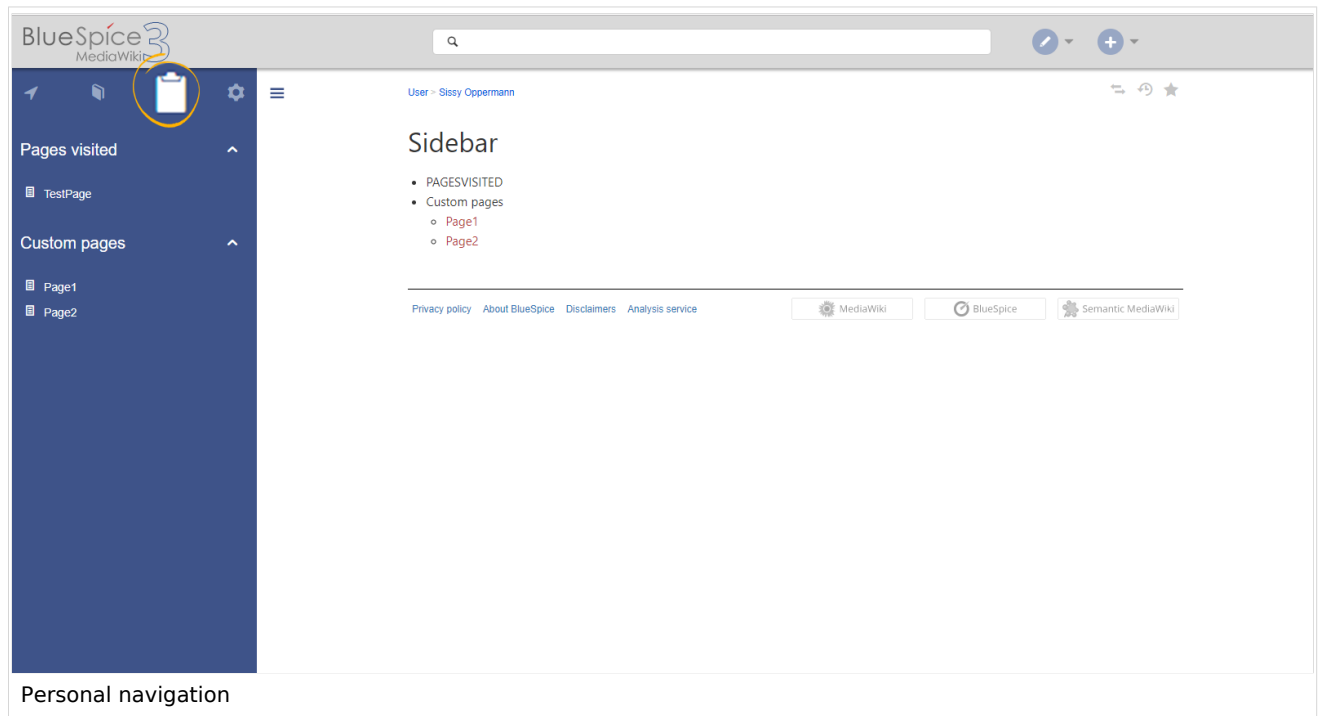 BlueSpice 3
MediaWiki
User > Sissy Oppermann
Pages visited
TestPage
Custom pages
Page1
Page2
Sidebar
• PAGESVISITED
• Custom pages
○ Page1
○ Page2
Privacy policy About BlueSpice Disclaimers Analysis service MediaWiki BlueSpice Semantic MediaWiki
Personal navigation